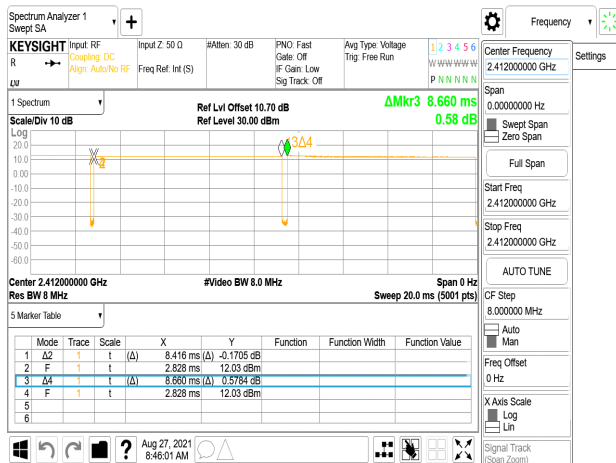 Spectrum Analyzer 1
Swept SA
Frequency
KEYSIGHT
R
Input: RF
Coupling: DC
Align: Auto/No RF
Input Z: 50 Ω
Freq Ref: Int (S)
#Atten: 30 dB
PNO: Fast
Gate: Off
IF Gain: Low
Sig Track: Off
Avg Type: Voltage
Trig: Free Run
1 2 3 4 5 6
W W W W W W
P N N N N N
1 Spectrum
Scale/Div 10 dB
Ref Lvl Offset 10.70 dB
Ref Level 30.00 dBm
ΔMkr3 8.660 ms
0.58 dB
Log
20.0
10.0
0.00
-10.0
-20.0
-30.0
-40.0
-50.0
-60.0
2
3Δ4
Center 2.412000000 GHz
Res BW 8 MHz
#Video BW 8.0 MHz
Span 0 Hz
Sweep 20.0 ms (5001 pts)
5 Marker Table
Mode Trace Scale X Y Function Function Width Function Value
1 Δ2 1 t (Δ) 8.416 ms (Δ) -0.1705 dB
2 F 1 t 2.828 ms 12.03 dBm
3 Δ4 1 t (Δ) 8.660 ms (Δ) 0.5784 dB
4 F 1 t 2.828 ms 12.03 dBm
5
6
?
Aug 27, 2021
8:46:01 AM
Center Frequency
2.412000000 GHz
Settings
Span
0.00000000 Hz
Swept Span
Zero Span
Full Span
Start Freq
2.412000000 GHz
Stop Freq
2.412000000 GHz
AUTO TUNE
CF Step
8.000000 MHz
Auto
Man
Freq Offset
0 Hz
X Axis Scale
Log
Lin
Signal Track
(Span Zoom)